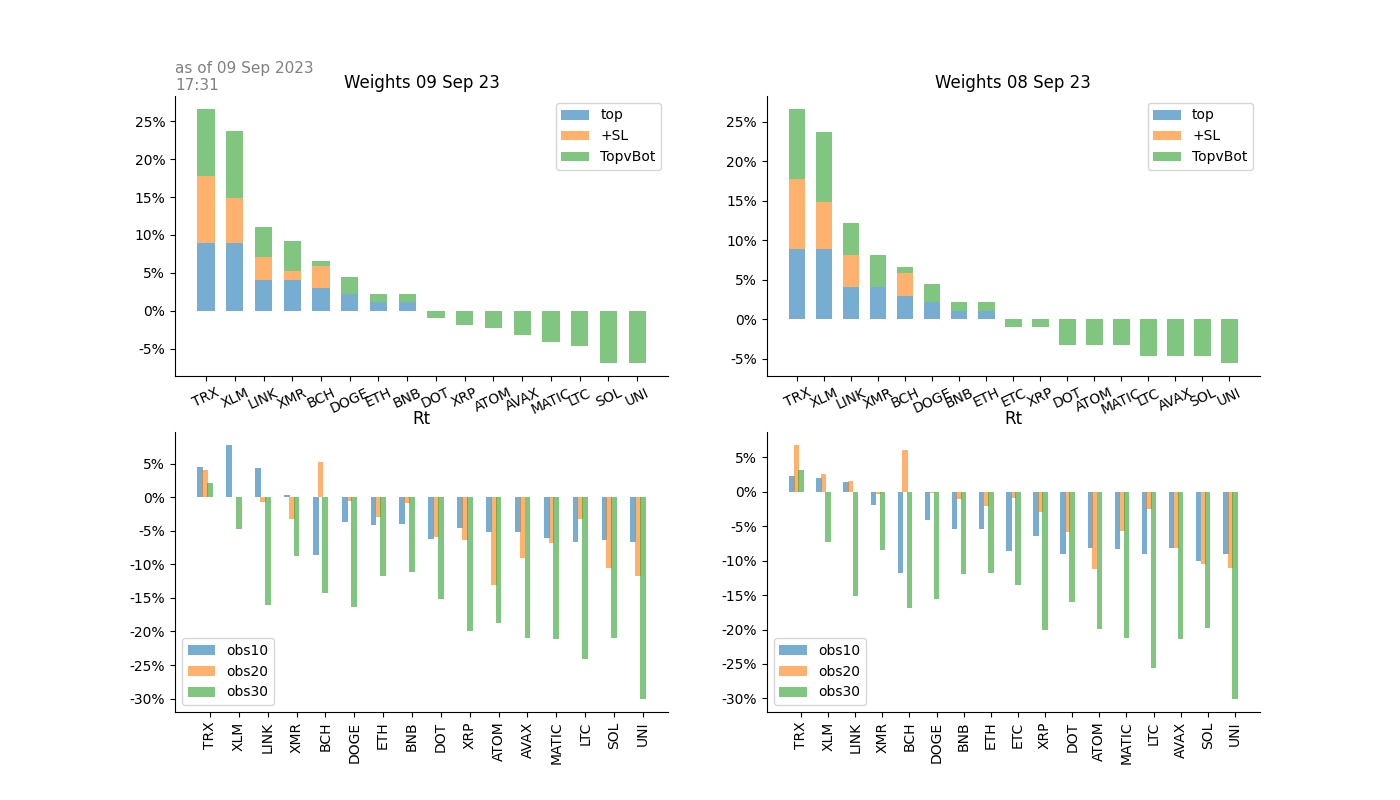 as of 09 Sep 2023
17:31
Weights 09 Sep 23
25%
20%
15%
10%
5%
0%
-5%
top
+SL
TopvBot
TRX XLM LINK XMR BCH DOGE ETH BNB DOT XRP ATOM AVAX MATIC LTC SOL UNI
Weights 08 Sep 23
25%
20%
15%
10%
5%
0%
-5%
top
+SL
TopvBot
TRX XLM LINK XMR BCH DOGE BNB ETH ETC XRP DOT ATOM MATIC LTC AVAX SOL UNI
Rt
5%
0%
-5%
-10%
-15%
-20%
-25%
-30%
obs10
obs20
obs30
TRX XLM LINK XMR BCH DOGE ETH BNB DOT XRP ATOM AVAX MATIC LTC SOL UNI
Rt
5%
0%
-5%
-10%
-15%
-20%
-25%
-30%
obs10
obs20
obs30
TRX XLM LINK XMR BCH DOGE BNB ETH ETC XRP DOT ATOM MATIC LTC AVAX SOL UNI